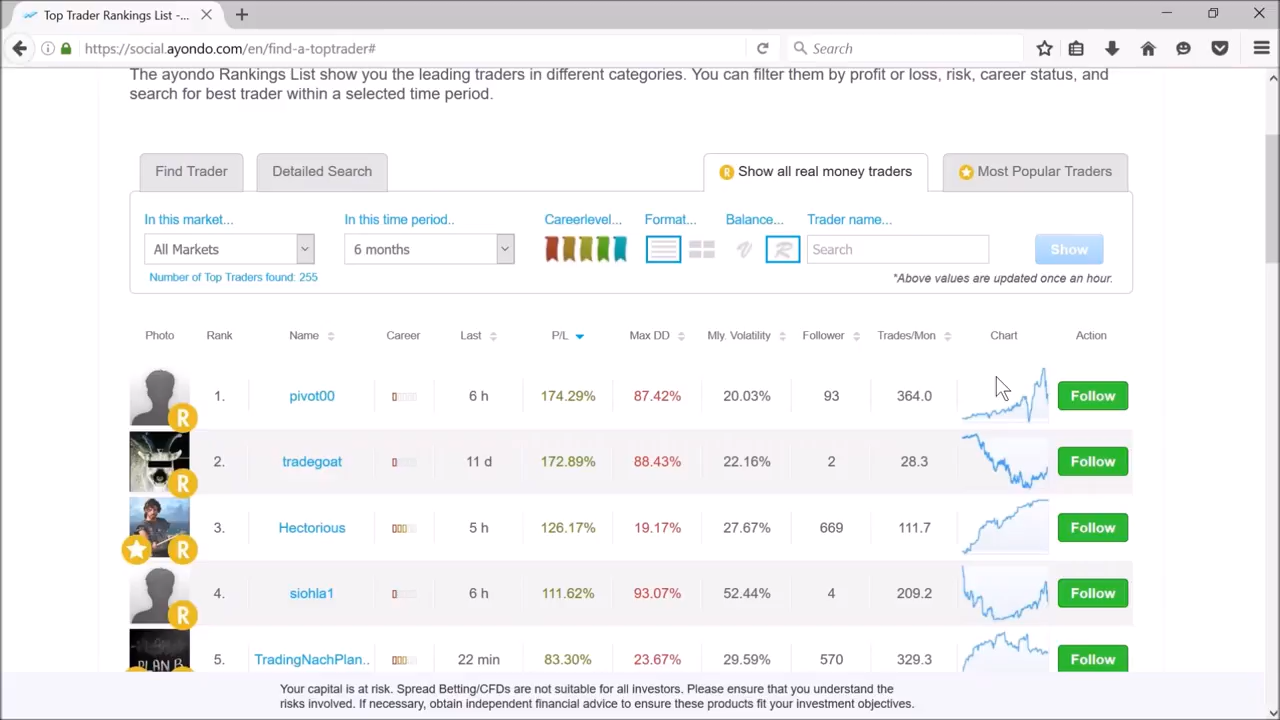 Top Trader Rankings List -...
https://social.ayondo.com/en/find-a-toptrader#
Search
The ayondo Rankings List show you the leading traders in different categories. You can filter them by profit or loss, risk, career status, and
search for best trader within a selected time period.
Find Trader
Detailed Search
R Show all real money traders
Most Popular Traders
In this market...
In this time period..
Careerlevel...
Format...
Balance...
Trader name...
All Markets
6 months
V
R
Search
Show
Number of Top Traders found: 255
*Above values are updated once an hour.
Photo Rank Name Career Last P/L Max DD Mly. Volatility Follower Trades/Mon Chart Action
R 1. pivot00 6 h 174.29% 87.42% 20.03% 93 364.0 Follow
R 2. tradegoat 11 d 172.89% 88.43% 22.16% 2 28.3 Follow
R 3. Hectorious 5 h 126.17% 19.17% 27.67% 669 111.7 Follow
R 4. siohla1 6 h 111.62% 93.07% 52.44% 4 209.2 Follow
PLAN B 5. TradingNachPlan.. 22 min 83.30% 23.67% 29.59% 570 329.3 Follow
Your capital is at risk. Spread Betting/CFDs are not suitable for all investors. Please ensure that you understand the
risks involved. If necessary, obtain independent financial advice to ensure these products fit your investment objectives.